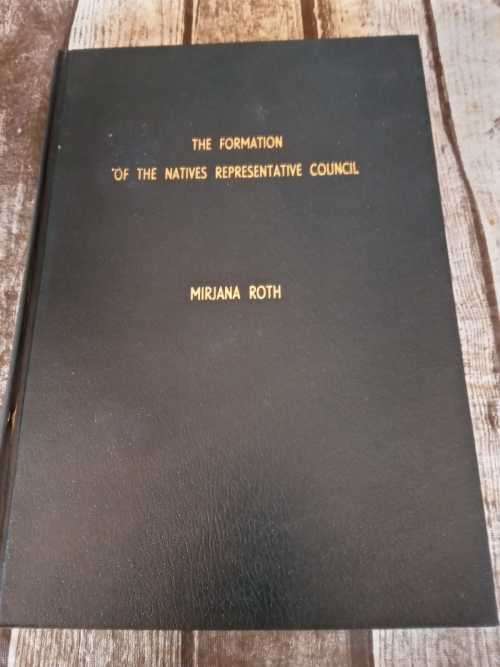 THE FORMATION
OF THE NATIVES REPRESENTATIVE COUNCIL
MIRJANA ROTH